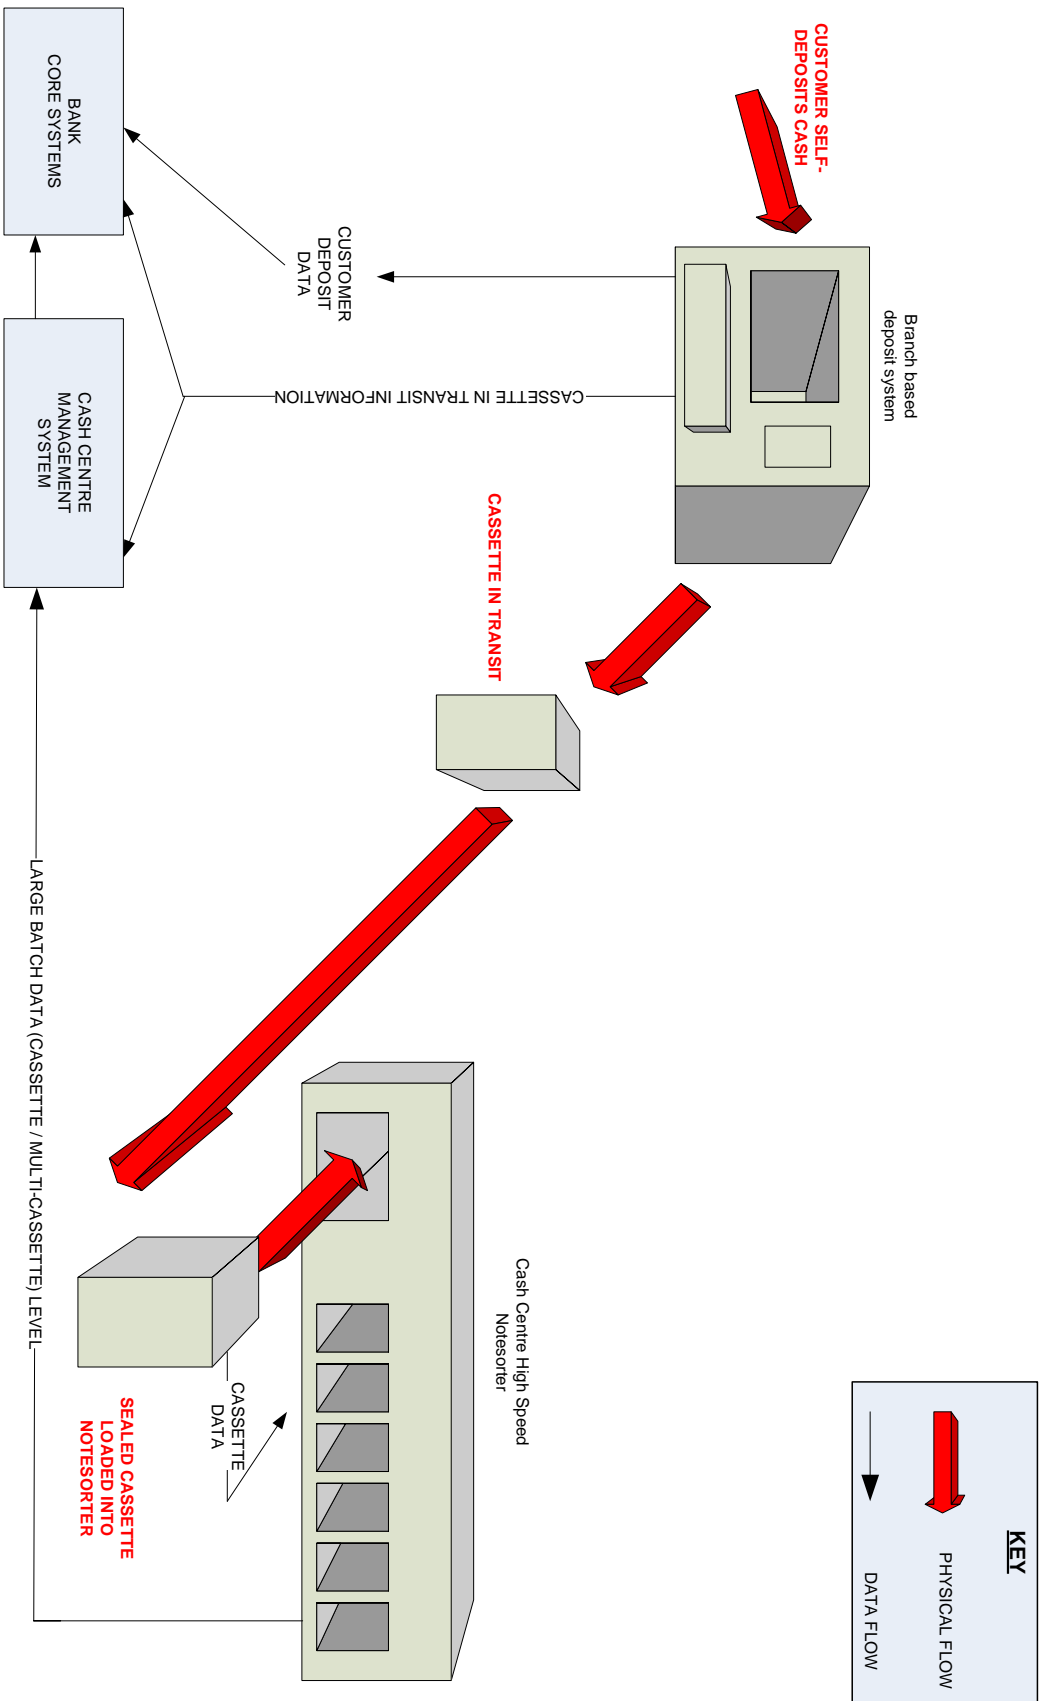 KEY
PHYSICAL FLOW
DATA FLOW
CUSTOMER SELF-
DEPOSITS CASH
Branch based
deposit system
CUSTOMER
DEPOSIT
DATA
CASSETTE IN TRANSIT INFORMATION
CASSETTE IN TRANSIT
BANK
CORE SYSTEMS
CASH CENTRE
MANAGEMENT
SYSTEM
Cash Centre High Speed
Notesorter
CASSETTE
DATA
SEALED CASSETTE
LOADED INTO
NOTESORTER
LARGE BATCH DATA (CASSETTE / MULTI-CASSETTE) LEVEL